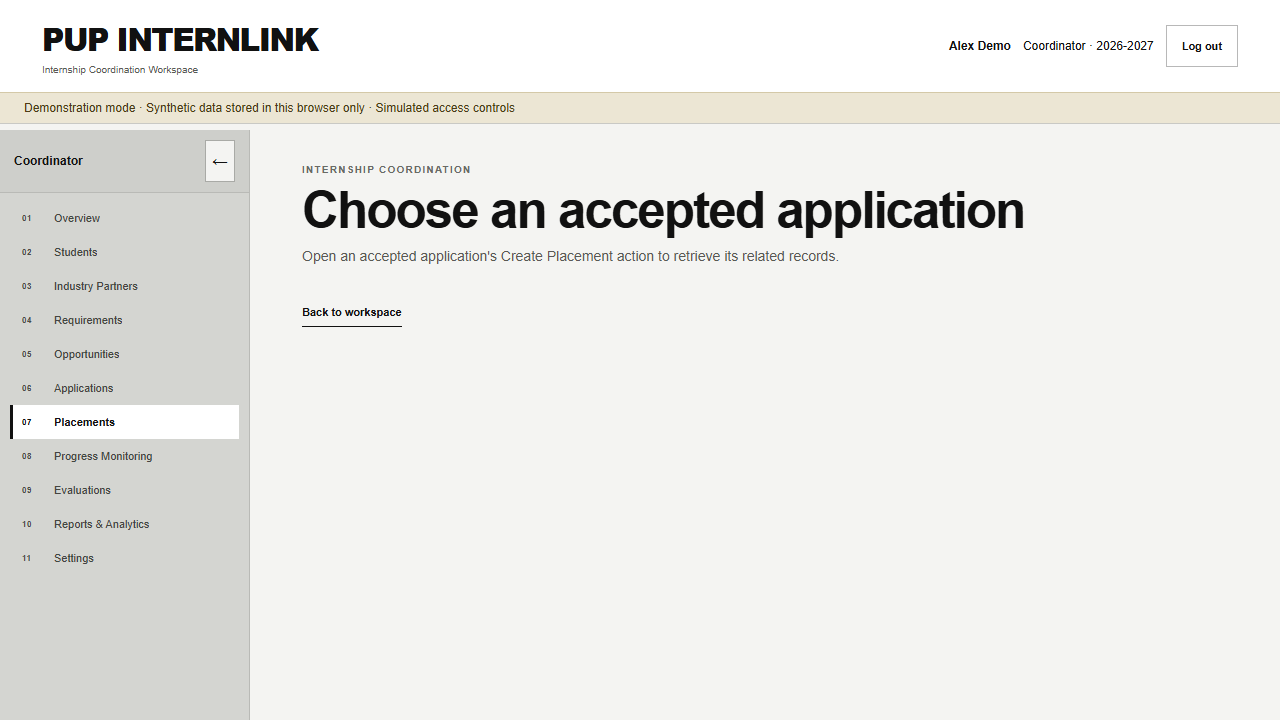 PUP INTERNLINK
Internship Coordination Workspace
Alex Demo Coordinator · 2026-2027 Log out
Demonstration mode · Synthetic data stored in this browser only · Simulated access controls
Coordinator ←
01 Overview
02 Students
03 Industry Partners
04 Requirements
05 Opportunities
06 Applications
07 Placements
08 Progress Monitoring
09 Evaluations
10 Reports & Analytics
11 Settings
INTERNSHIP COORDINATION
Choose an accepted application
Open an accepted application's Create Placement action to retrieve its related records.
Back to workspace